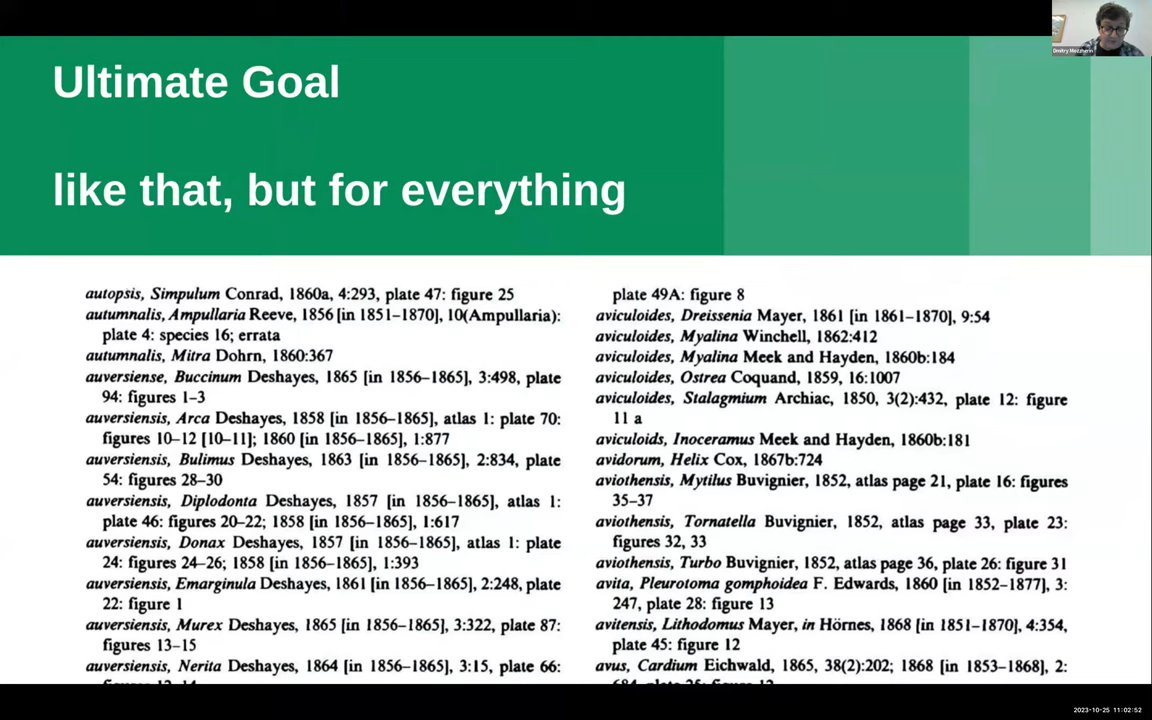 Dmitry Mozzherin
Ultimate Goal
like that, but for everything
autopsis, Simpulum Conrad, 1860a, 4:293, plate 47: figure 25
autumnalis, Ampullaria Reeve, 1856 [in 1851–1870], 10(Ampullaria):
plate 4: species 16; errata
autumnalis, Mitra Dohrn, 1860:367
auversiense, Buccinum Deshayes, 1865 [in 1856–1865], 3:498, plate
94: figures 1–3
auversiensis, Arca Deshayes, 1858 [in 1856–1865], atlas 1: plate 70:
figures 10–12 [10–11]; 1860 [in 1856–1865], 1:877
auversiensis, Bulimus Deshayes, 1863 [in 1856–1865], 2:834, plate
54: figures 28–30
auversiensis, Diplodonta Deshayes, 1857 [in 1856–1865], atlas 1:
plate 46: figures 20–22; 1858 [in 1856–1865], 1:617
auversiensis, Donax Deshayes, 1857 [in 1856–1865], atlas 1: plate
24: figures 24–26; 1858 [in 1856–1865], 1:393
auversiensis, Emarginula Deshayes, 1861 [in 1856–1865], 2:248, plate
22: figure 1
auversiensis, Murex Deshayes, 1865 [in 1856–1865], 3:322, plate 87:
figures 13–15
auversiensis, Nerita Deshayes, 1864 [in 1856–1865], 3:15, plate 66:
plate 49A: figure 8
aviculoides, Dreissenia Mayer, 1861 [in 1861–1870], 9:54
aviculoides, Myalina Winchell, 1862:412
aviculoides, Myalina Meek and Hayden, 1860b:184
aviculoides, Ostrea Coquand, 1859, 16:1007
aviculoides, Stalagmium Archiac, 1850, 3(2):432, plate 12: figure
11 a
aviculoids, Inoceramus Meek and Hayden, 1860b:181
avidorum, Helix Cox, 1867b:724
aviothensis, Mytilus Buvignier, 1852, atlas page 21, plate 16: figures
35–37
aviothensis, Tornatella Buvignier, 1852, atlas page 33, plate 23:
figures 32, 33
aviothensis, Turbo Buvignier, 1852, atlas page 36, plate 26: figure 31
avita, Pleurotoma gomphoidea F. Edwards, 1860 [in 1852–1877], 3:
247, plate 28: figure 13
avitensis, Lithodomus Mayer, in Hörnes, 1868 [in 1851–1870], 4:354,
plate 45: figure 12
avus, Cardium Eichwald, 1865, 38(2):202; 1868 [in 1853–1868], 2:
2023-10-25 11:02:52